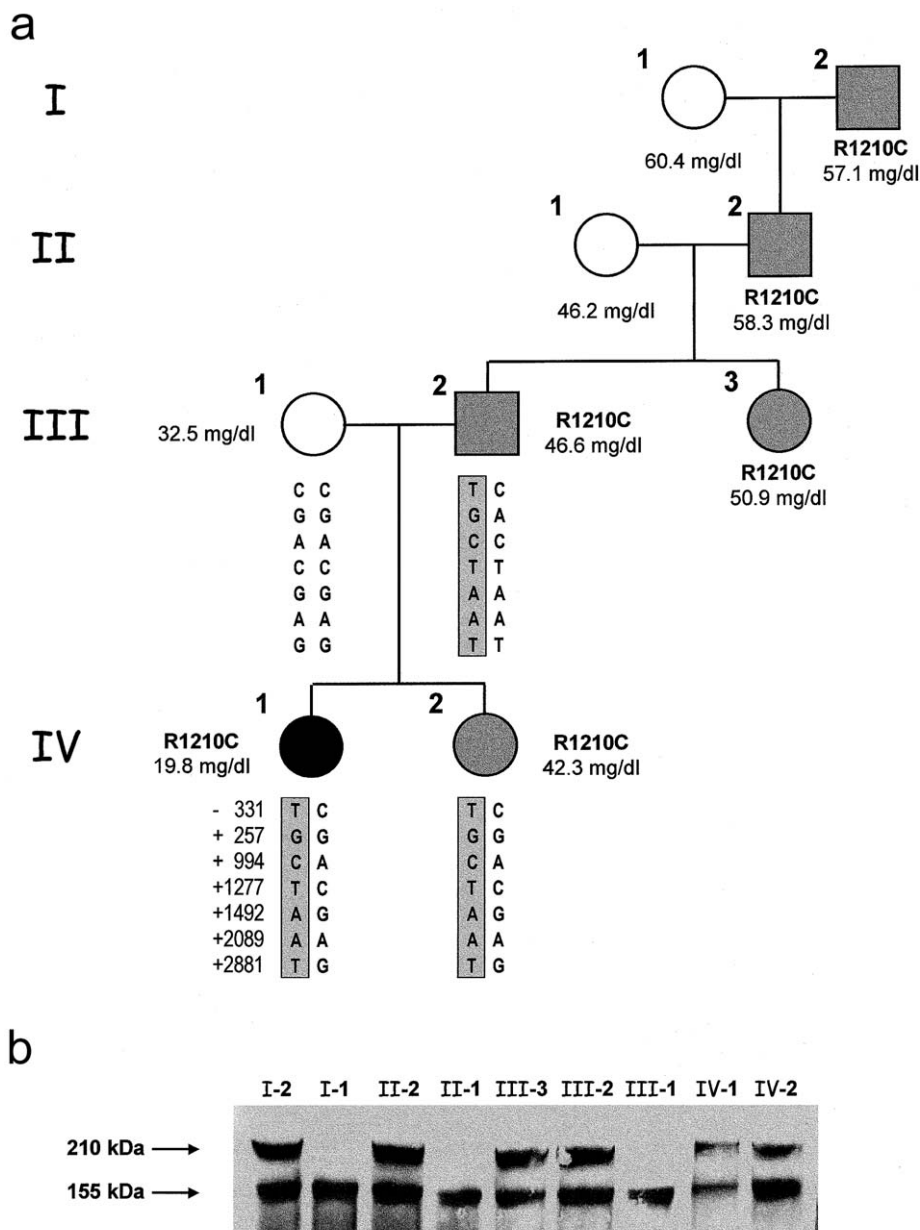 a
I
1 2
60.4 mg/dl
R1210C
57.1 mg/dl
II
1 2
46.2 mg/dl
R1210C
58.3 mg/dl
III
1 2 3
32.5 mg/dl
R1210C
46.6 mg/dl
R1210C
50.9 mg/dl
C C T C
G G G A
A A C C
C C T T
G G A A
A A A A
G G T T
IV
1 2
R1210C
19.8 mg/dl
R1210C
42.3 mg/dl
- 331 T C T C
+ 257 G G G G
+ 994 C A C A
+1277 T C T C
+1492 A G A G
+2089 A A A A
+2881 T G T G
b
I-2 I-1 II-2 II-1 III-3 III-2 III-1 IV-1 IV-2
210 kDa
155 kDa